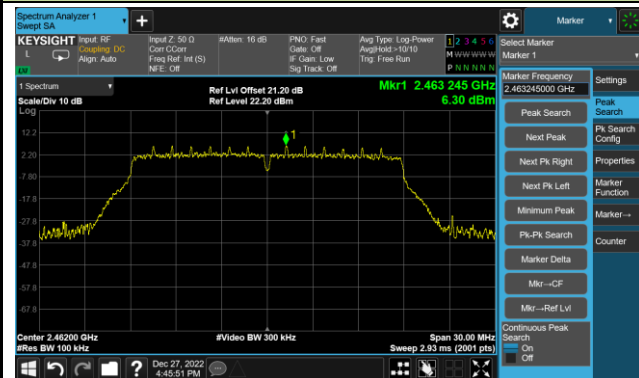 Spectrum Analyzer 1
Swept SA
+
Marker
KEYSIGHT
L
Input: RF
Coupling: DC
Align: Auto
Input Z: 50 Ω
Corr CCorr
Freq Ref: Int (S)
NFE: Off
#Atten: 16 dB
PNO: Fast
Gate: Off
IF Gain: Low
Sig Track: Off
Avg Type: Log-Power
Avg|Hold:>10/10
Trig: Free Run
1 2 3 4 5 6
M W W W W W
P N N N N N
Select Marker
Marker 1
1 Spectrum
Scale/Div 10 dB
Ref Lvl Offset 21.20 dB
Ref Level 22.20 dBm
Mkr1 2.463 245 GHz
6.30 dBm
Log
12.2
2.20
-7.80
-17.8
-27.8
-37.8
-47.8
-57.8
-67.8
1
Center 2.46200 GHz
#Res BW 100 kHz
#Video BW 300 kHz
Span 30.00 MHz
Sweep 2.93 ms (2001 pts)
Marker Frequency
2.463245000 GHz
Peak Search
Next Peak
Next Pk Right
Next Pk Left
Minimum Peak
Pk-Pk Search
Marker Delta
Mkr→CF
Mkr→Ref Lvl
Continuous Peak
Search
On
Off
Settings
Peak
Search
Pk Search
Config
Properties
Marker
Function
Marker→
Counter
?
Dec 27, 2022
4:45:51 PM